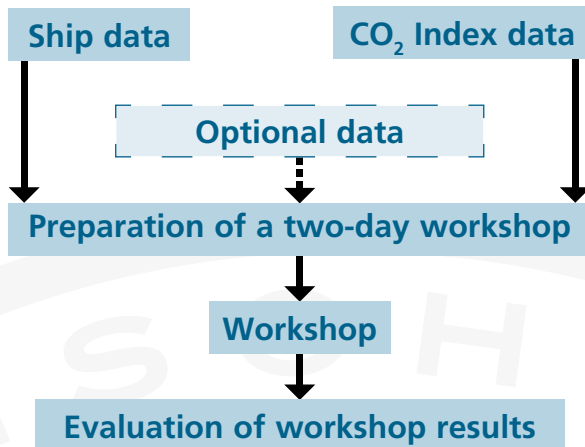 Ship data
CO₂ Index data
Optional data
Preparation of a two-day workshop
S O H
Workshop
Evaluation of workshop results